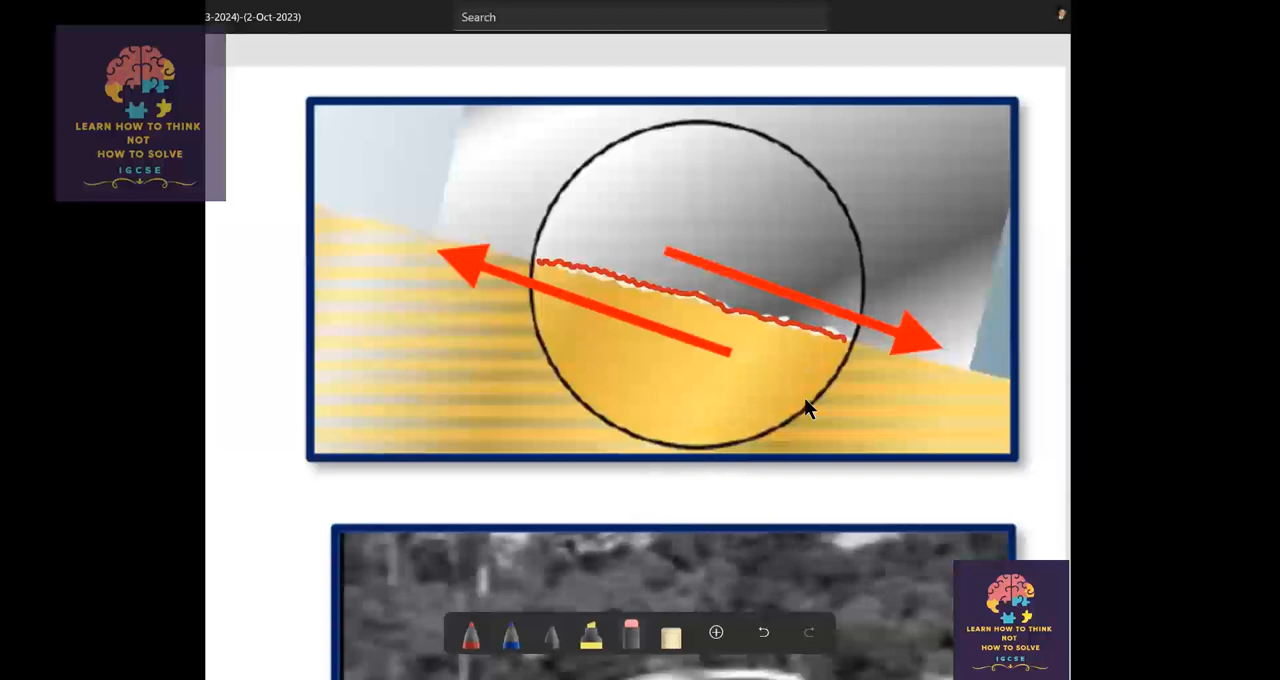 3-2024)-(2-Oct-2023)
Search
LEARN HOW TO THINK
NOT
HOW TO SOLVE
IGCSE
LEARN HOW TO THINK
NOT
HOW TO SOLVE
IGCSE